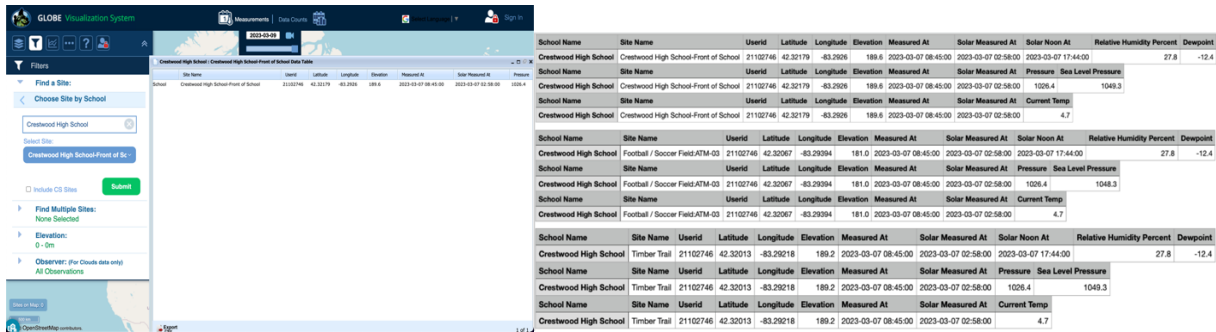 GLOBE Visualization System
Measurements
Data Counts
Sign In
2023-03-09
Filters
Find a Site:
Choose Site by School
Crestwood High School
Select Site:
Crestwood High School-Front of Sc
Include CS Sites
Submit
Find Multiple Sites:
None Selected
Elevation:
0 - 0m
Observer: (For Clouds data only)
All Observations
OpenStreetMap contributors.
Crestwood High School : Crestwood High School-Front of School Data Table
Site Name Userid Latitude Longitude Elevation Measured At Solar Measured At Pressure
School Crestwood High School-Front of School 21102746 42.32179 -83.2926 189.6 2023-03-07 08:45:00 2023-03-07 02:58:00 1026.4
Export
1 of 1
School Name Site Name Userid Latitude Longitude Elevation Measured At Solar Measured At Solar Noon At Relative Humidity Percent Dewpoint
Crestwood High School Crestwood High School-Front of School 21102746 42.32179 -83.2926 189.6 2023-03-07 08:45:00 2023-03-07 02:58:00 2023-03-07 17:44:00 27.8 -12.4
School Name Site Name Userid Latitude Longitude Elevation Measured At Solar Measured At Pressure Sea Level Pressure
Crestwood High School Crestwood High School-Front of School 21102746 42.32179 -83.2926 189.6 2023-03-07 08:45:00 2023-03-07 02:58:00 1026.4 1049.3
School Name Site Name Userid Latitude Longitude Elevation Measured At Solar Measured At Current Temp
Crestwood High School Crestwood High School-Front of School 21102746 42.32179 -83.2926 189.6 2023-03-07 08:45:00 2023-03-07 02:58:00 4.7
School Name Site Name Userid Latitude Longitude Elevation Measured At Solar Measured At Solar Noon At Relative Humidity Percent Dewpoint
Crestwood High School Football / Soccer Field:ATM-03 21102746 42.32067 -83.29394 181.0 2023-03-07 08:45:00 2023-03-07 02:58:00 2023-03-07 17:44:00 27.8 -12.4
School Name Site Name Userid Latitude Longitude Elevation Measured At Solar Measured At Pressure Sea Level Pressure
Crestwood High School Football / Soccer Field:ATM-03 21102746 42.32067 -83.29394 181.0 2023-03-07 08:45:00 2023-03-07 02:58:00 1026.4 1048.3
School Name Site Name Userid Latitude Longitude Elevation Measured At Solar Measured At Current Temp
Crestwood High School Football / Soccer Field:ATM-03 21102746 42.32067 -83.29394 181.0 2023-03-07 08:45:00 2023-03-07 02:58:00 4.7
School Name Site Name Userid Latitude Longitude Elevation Measured At Solar Measured At Solar Noon At Relative Humidity Percent Dewpoint
Crestwood High School Timber Trail 21102746 42.32013 -83.29218 189.2 2023-03-07 08:45:00 2023-03-07 02:58:00 2023-03-07 17:44:00 27.8 -12.4
School Name Site Name Userid Latitude Longitude Elevation Measured At Solar Measured At Pressure Sea Level Pressure
Crestwood High School Timber Trail 21102746 42.32013 -83.29218 189.2 2023-03-07 08:45:00 2023-03-07 02:58:00 1026.4 1049.3
School Name Site Name Userid Latitude Longitude Elevation Measured At Solar Measured At Current Temp
Crestwood High School Timber Trail 21102746 42.32013 -83.29218 189.2 2023-03-07 08:45:00 2023-03-07 02:58:00 4.7